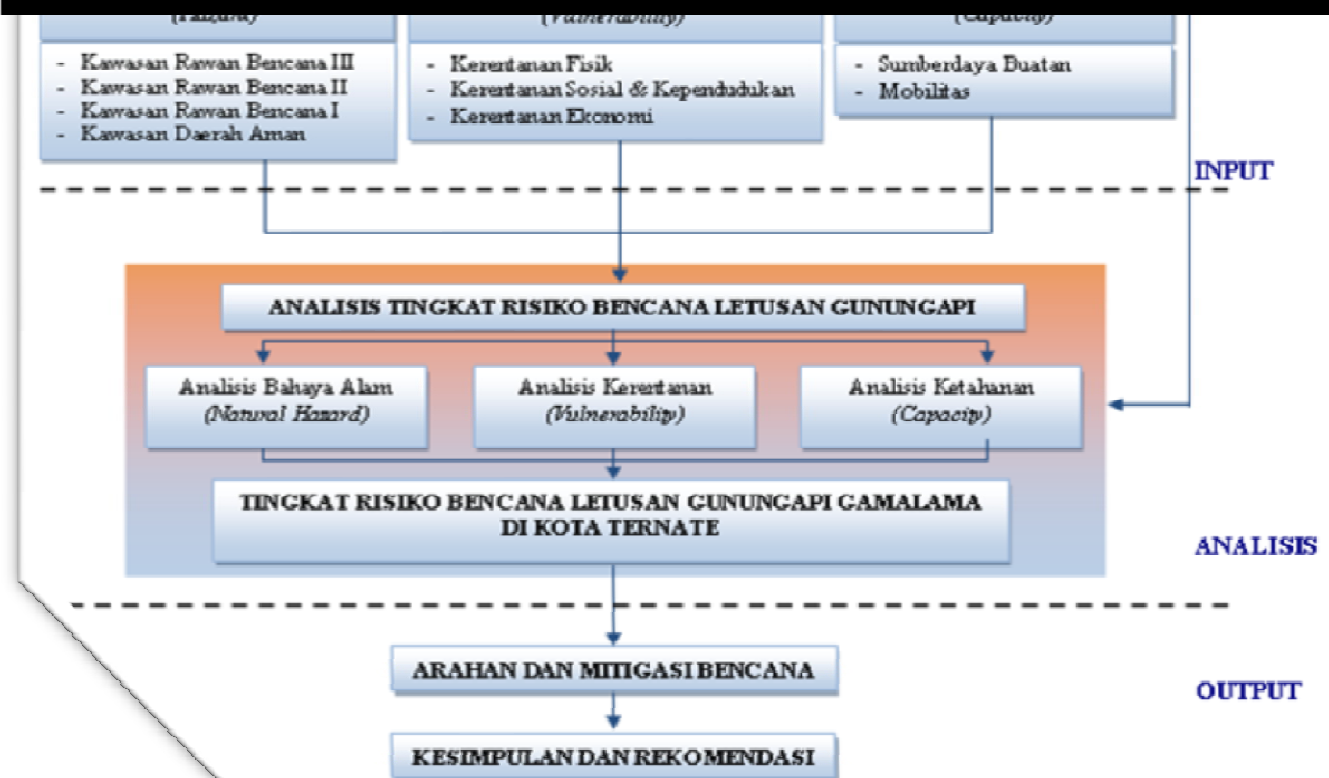 (Vulnerability)
(Capacity)
- Kawasan Rawan Bencana III
- Kawasan Rawan Bencana II
- Kawasan Rawan Bencana I
- Kawasan Daerah Aman
- Kerentanan Fisik
- Kerentanan Sosial & Kependudukan
- Kerentanan Ekonomi
- Sumberdaya Buatan
- Mobilitas
INPUT
ANALISIS TINGKAT RISIKO BENCANA LETUSAN GUNUNGAPI
Analisis Bahaya Alam
(Natural Hazard)
Analisis Kerentanan
(Vulnerability)
Analisis Ketahanan
(Capacity)
TINGKAT RISIKO BENCANA LETUSAN GUNUNGAPI GAMALAMA
DI KOTA TERNATE
ANALISIS
ARAHAN DAN MITIGASI BENCANA
OUTPUT
KESIMPULAN DAN REKOMENDASI